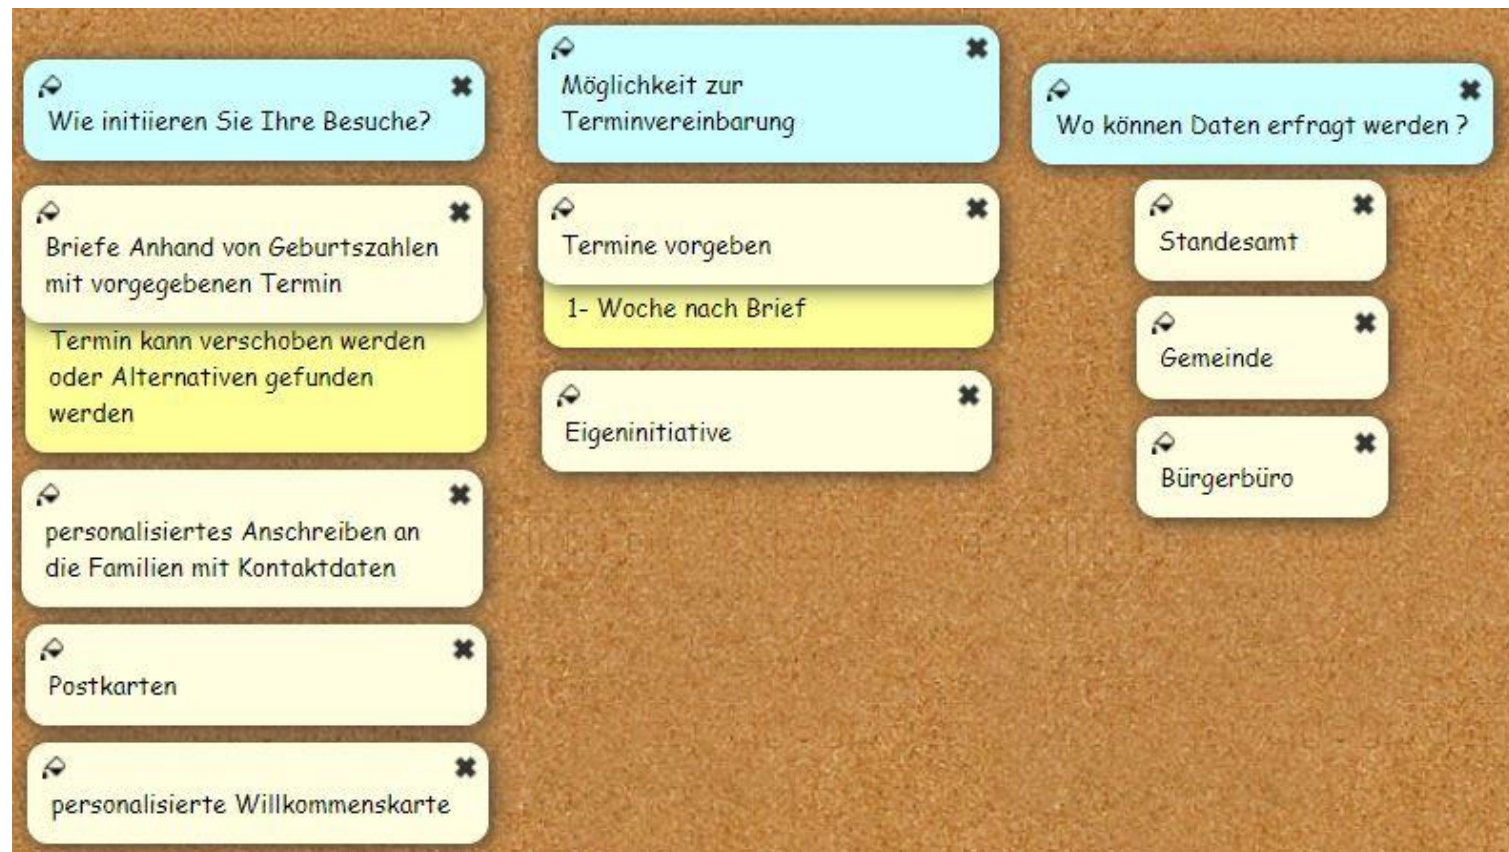 Wie initiieren Sie Ihre Besuche?
Briefe Anhand von Geburtszahlen
mit vorgegebenen Termin
Termin kann verschoben werden
oder Alternativen gefunden
werden
personalisiertes Anschreiben an
die Familien mit Kontaktdaten
Postkarten
personalisierte Willkommenskarte
Möglichkeit zur
Terminvereinbarung
Termine vorgeben
1- Woche nach Brief
Eigeninitiative
Wo können Daten erfragt werden ?
Standesamt
Gemeinde
Bürgerbüro